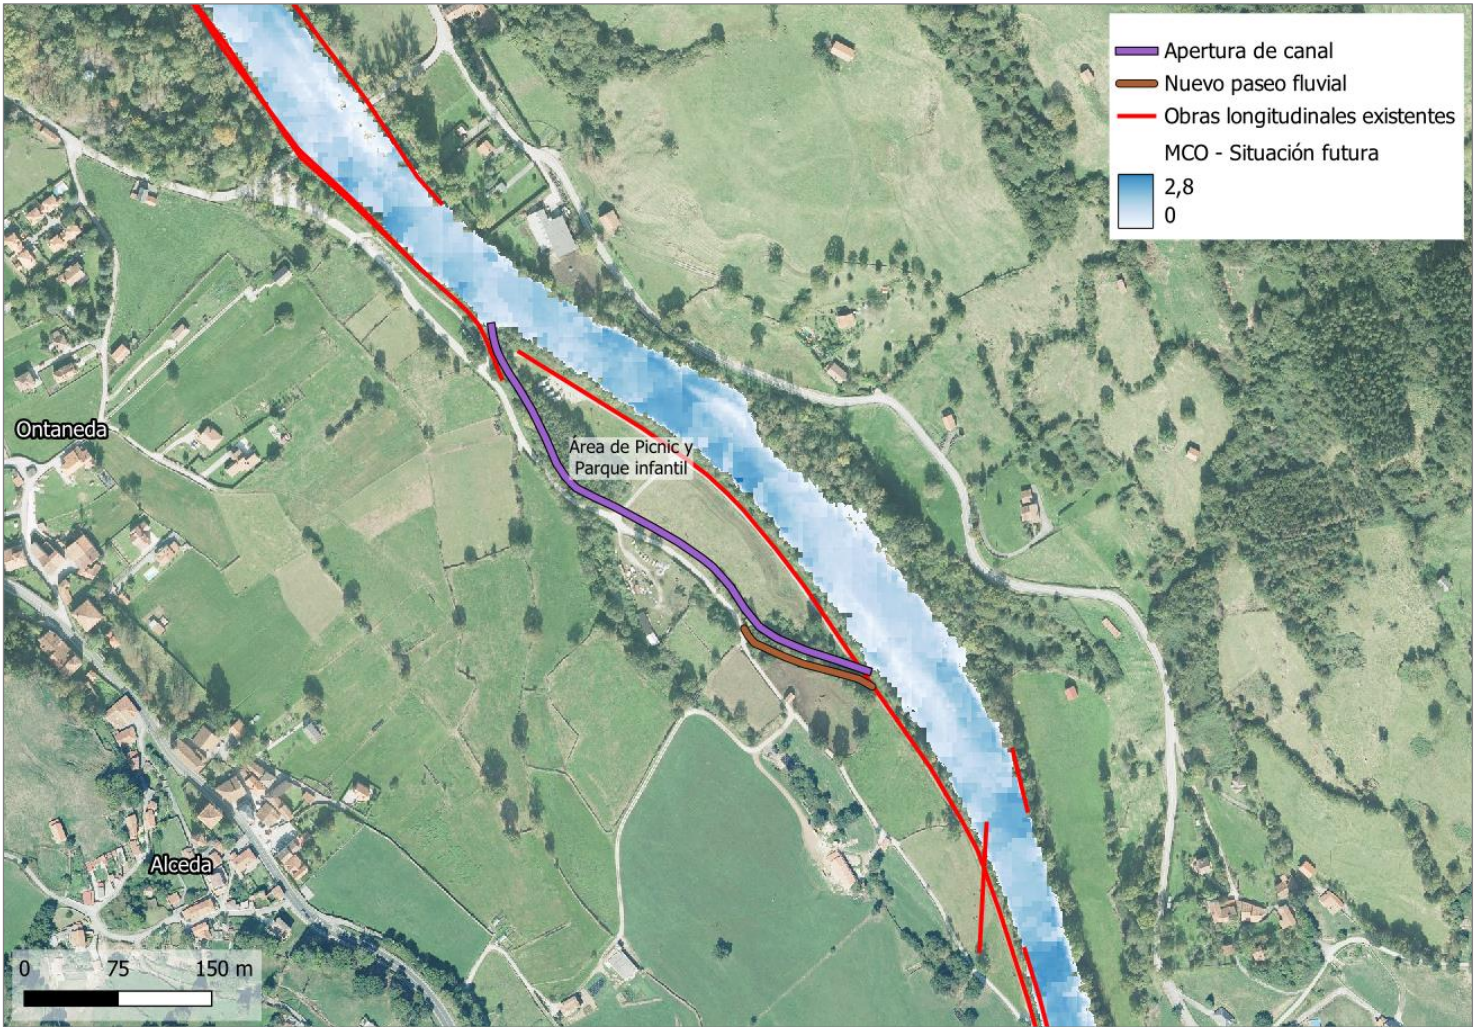 Apertura de canal
Nuevo paseo fluvial
Obras longitudinales existentes
MCO - Situación futura
2,8
0
Ontaneda
Área de Picnic y
Parque infantil
Alceda
0 75 150 m